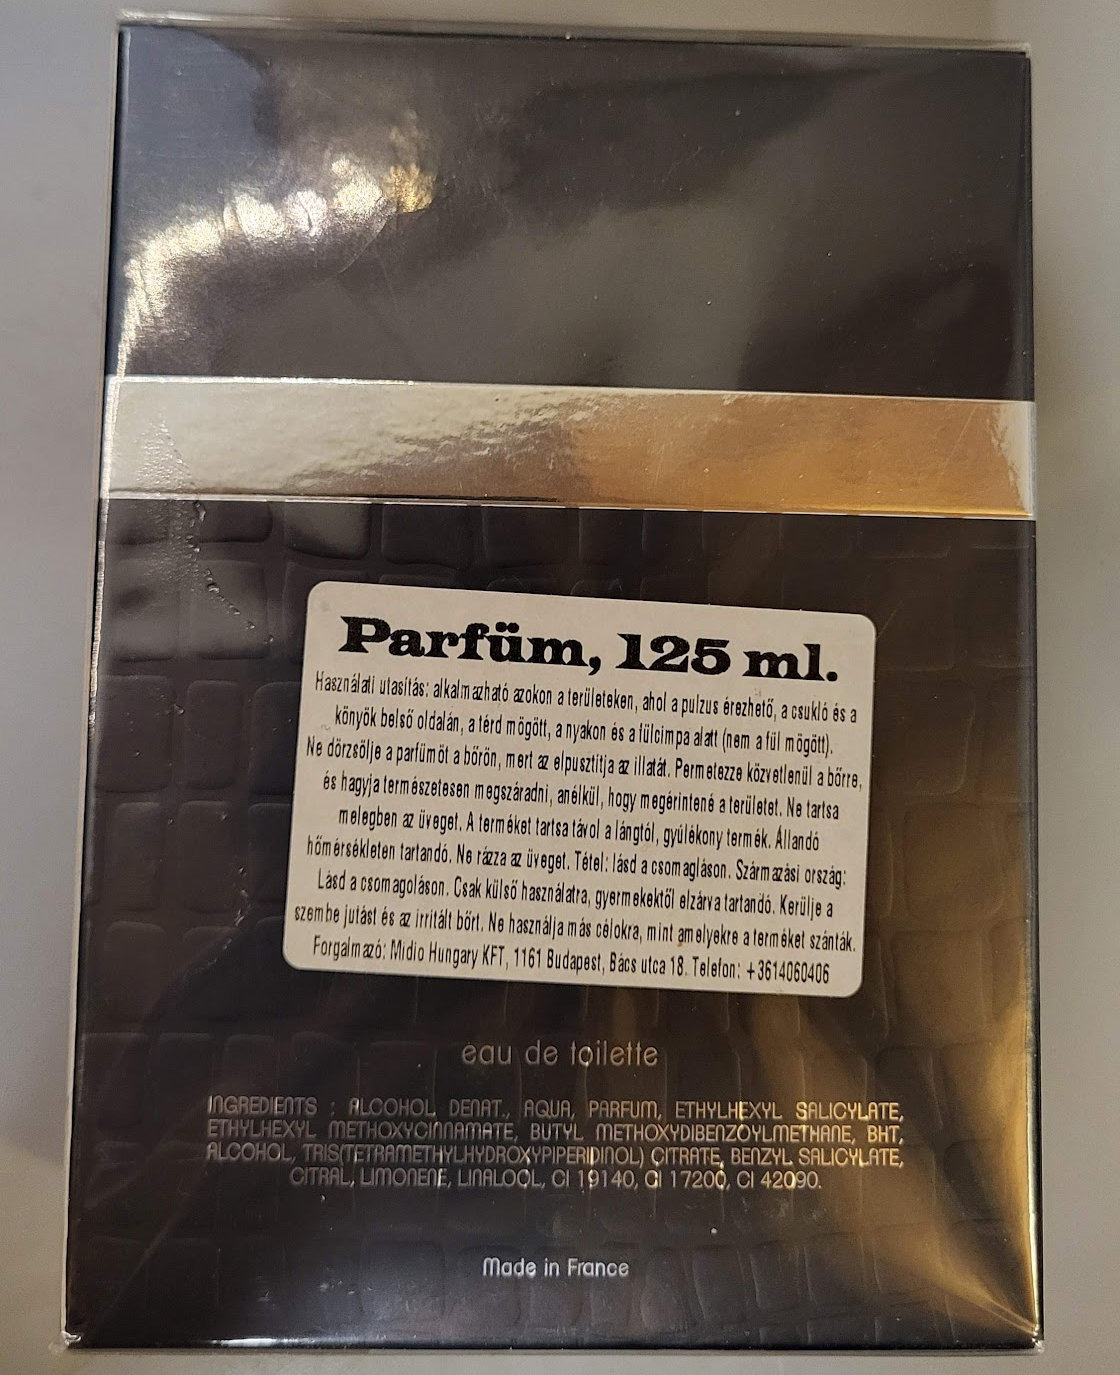 Parfüm, 125 ml.
Használati utasítás: alkalmazható azokon a területeken, ahol a pulzus érezhető, a csukló és a
könyök belső oldalán, a térd mögött, a nyakon és a fülcimpa alatt (nem a fül mögött).
Ne dörzsölje a parfümöt a bőrön, mert az elpusztítja az illatát. Permetezze közvetlenül a bőrre,
és hagyja természetesen megszáradni, anélkül, hogy megérintené a területet. Ne tartsa
melegben az üveget. A terméket tartsa távol a lángtól, gyúlékony termék. Állandó
hőmérsékleten tartandó. Ne rázza az üveget. Tétel: lásd a csomagláson. Származási ország:
Lásd a csomagoláson. Csak külső használatra, gyermekektől elzárva tartandó. Kerülje a
szembe jutást és az irritált bőrt. Ne használja más célokra, mint amelyekre a terméket szánták.
Forgalmazó: Midio Hungary KFT, 1161 Budapest, Bács utca 18. Telefon: +3614060406
eau de toilette
INGREDIENTS : ALCOHOL DENAT., AQUA, PARFUM, ETHYLHEXYL SALICYLATE,
ETHYLHEXYL METHOXYCINNAMATE, BUTYL METHOXYDIBENZOYLMETHANE, BHT,
ALCOHOL, TRIS(TETRAMETHYLHYDROXYPIPERIDINOL) CITRATE, BENZYL SALICYLATE,
CITRAL, LIMONENE, LINALOOL, CI 19140, CI 17200, CI 42090.
Made in France